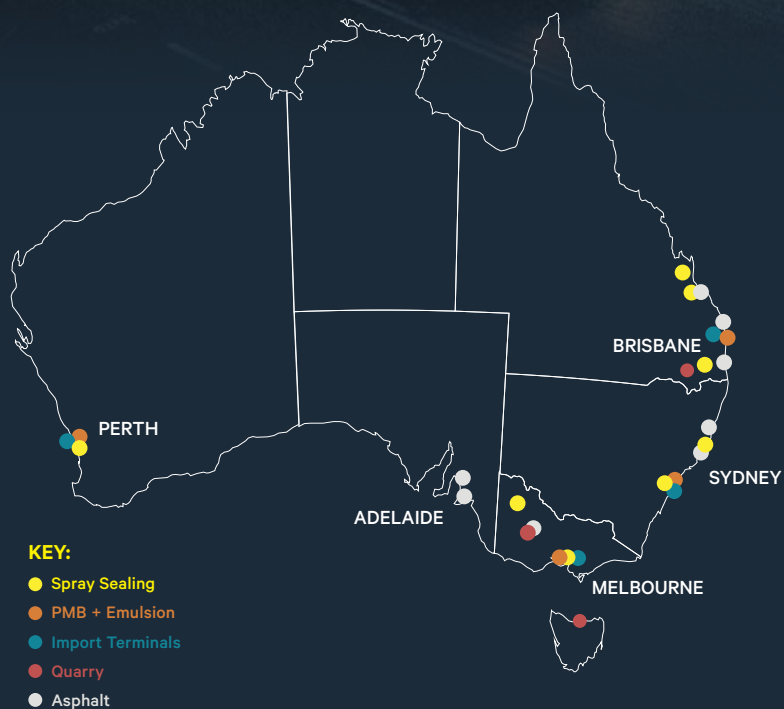 BRISBANE
PERTH
SYDNEY
ADELAIDE
MELBOURNE
KEY:
Spray Sealing
PMB + Emulsion
Import Terminals
Quarry
Asphalt